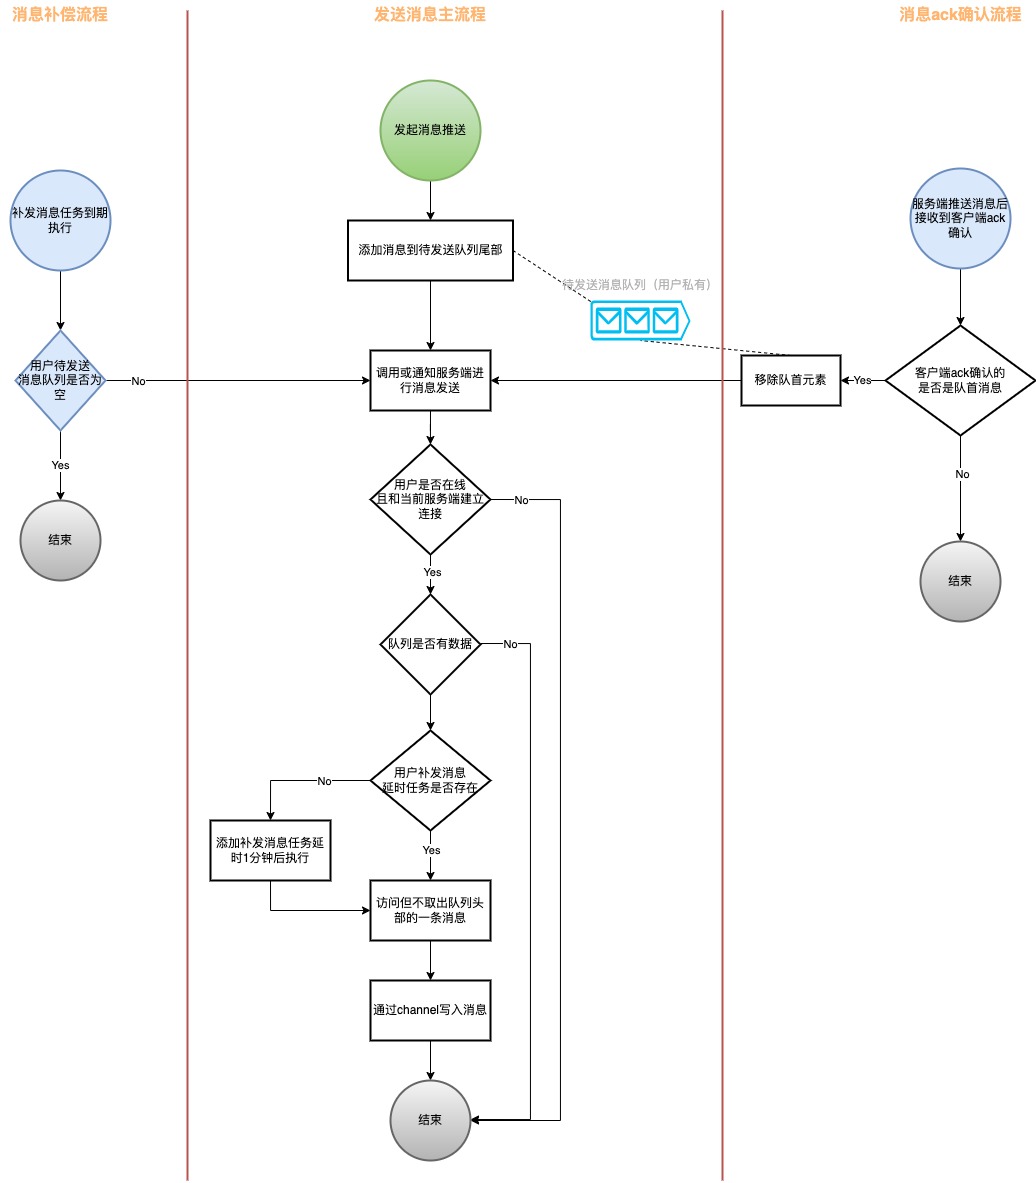 消息补偿流程
发送消息主流程
消息ack确认流程
发起消息推送
补发消息任务到期
执行
服务端推送消息后
接收到客户端ack
确认
添加消息到待发送队列尾部
待发送消息队列（用户私有）
用户待发送
消息队列是否为
空
No
调用或通知服务端进
行消息发送
移除队首元素
Yes
客户端ack确认的
是否是队首消息
Yes
No
结束
用户是否在线
且和当前服务端建立
连接
No
Yes
结束
队列是否有数据
No
用户补发消息
延时任务是否存在
No
Yes
添加补发消息任务延
时1分钟后执行
访问但不取出队列头
部的一条消息
通过channel写入消息
结束